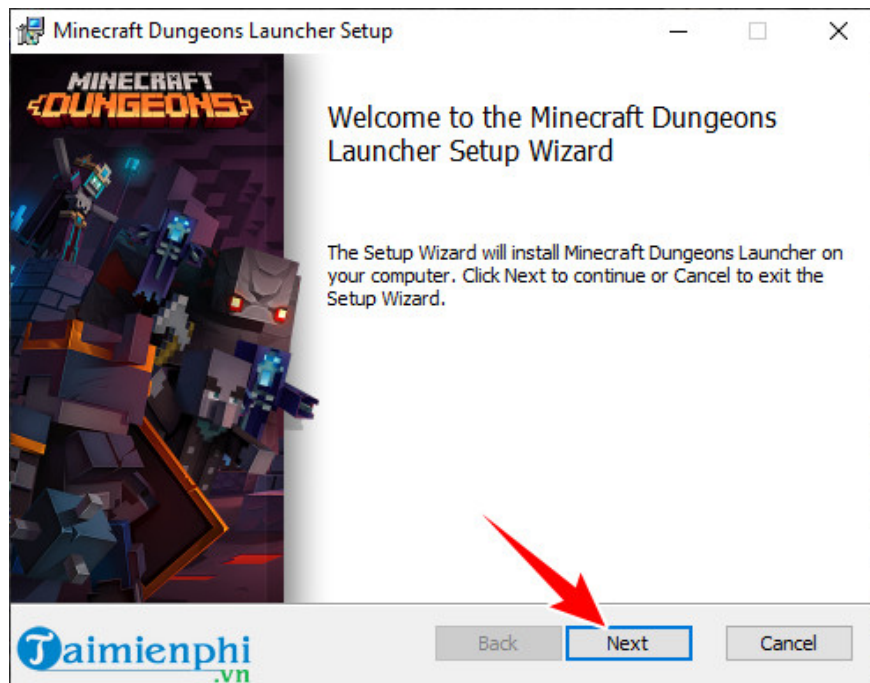 Minecraft Dungeons Launcher Setup
MINECRAFT
DUNGEONS
Welcome to the Minecraft Dungeons
Launcher Setup Wizard
The Setup Wizard will install Minecraft Dungeons Launcher on
your computer. Click Next to continue or Cancel to exit the
Setup Wizard.
Back Next Cancel
Taimienphi
.vn